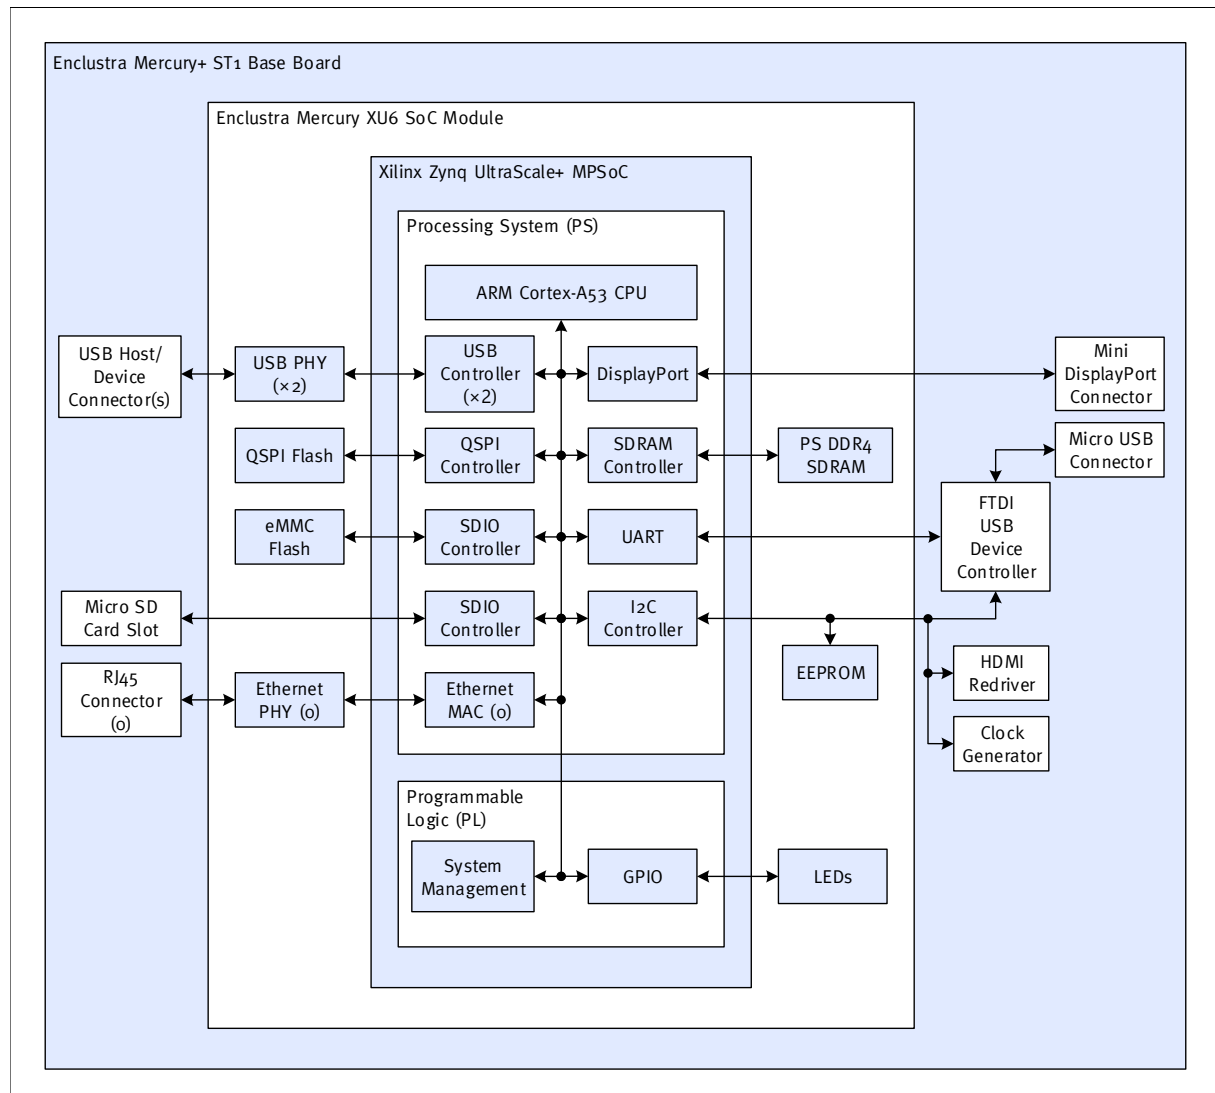 Enclustra Mercury+ ST1 Base Board
Enclustra Mercury XU6 SoC Module
Xilinx Zynq UltraScale+ MPSoC
Processing System (PS)
ARM Cortex-A53 CPU
USB Host/
Device
Connector(s)
USB PHY
(×2)
USB
Controller
(×2)
DisplayPort
Mini
DisplayPort
Connector
QSPI Flash
QSPI
Controller
SDRAM
Controller
PS DDR4
SDRAM
Micro USB
Connector
eMMC
Flash
SDIO
Controller
UART
FTDI
USB
Device
Controller
Micro SD
Card Slot
SDIO
Controller
I2C
Controller
EEPROM
HDMI
Redriver
RJ45
Connector
(0)
Ethernet
PHY (0)
Ethernet
MAC (0)
Clock
Generator
Programmable
Logic (PL)
System
Management
GPIO
LEDs